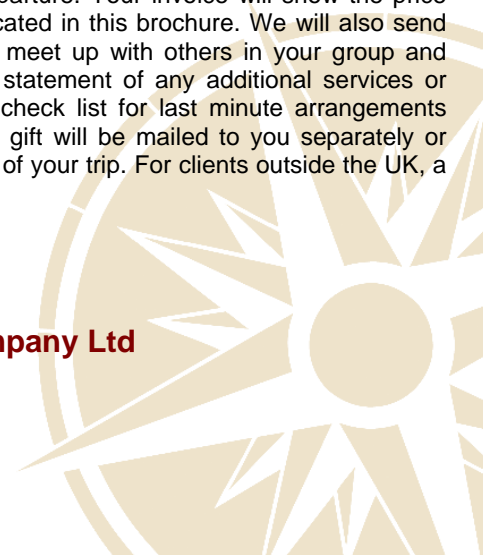 Your invoice will show the price
cated in this brochure. We will also send
meet up with others in your group and
statement of any additional services or
check list for last minute arrangements
gift will be mailed to you separately or
of your trip. For clients outside the UK, a
mpany Ltd